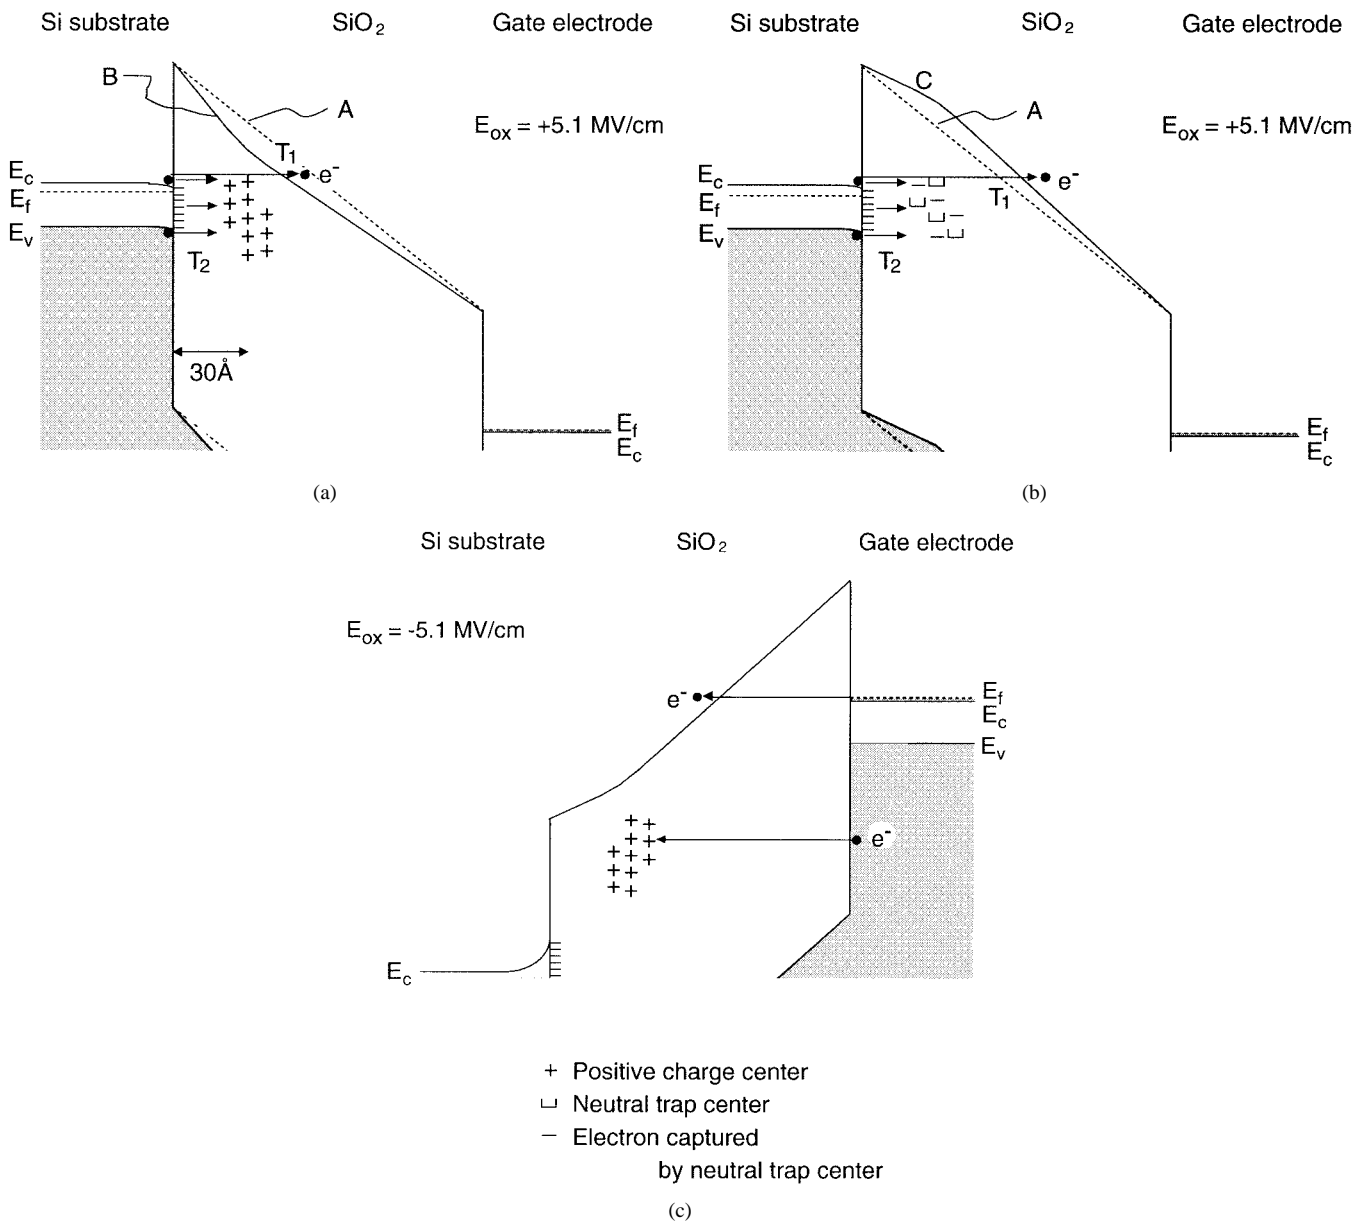 Si substrate SiO2 Gate electrode
B
A
Eox = +5.1 MV/cm
T1
e-
Ec
Ef
Ev
T2
30Å
Ef
Ec
(a)
Si substrate SiO2 Gate electrode
C
A
Eox = +5.1 MV/cm
Ec
Ef
Ev
e-
T1
T2
Ef
Ec
(b)
Si substrate SiO2 Gate electrode
Eox = -5.1 MV/cm
e-
Ef
Ec
Ev
e-
Ec
+ Positive charge center
⊔ Neutral trap center
− Electron captured
by neutral trap center
(c)